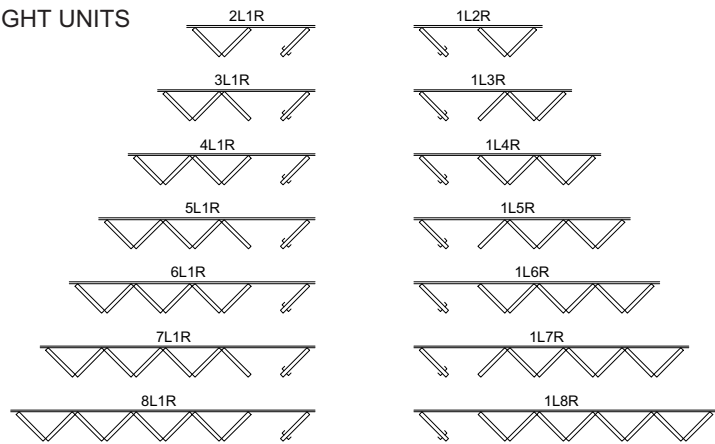 GHT UNITS
2L1R 1L2R
3L1R 1L3R
4L1R 1L4R
5L1R 1L5R
6L1R 1L6R
7L1R 1L7R
8L1R 1L8R